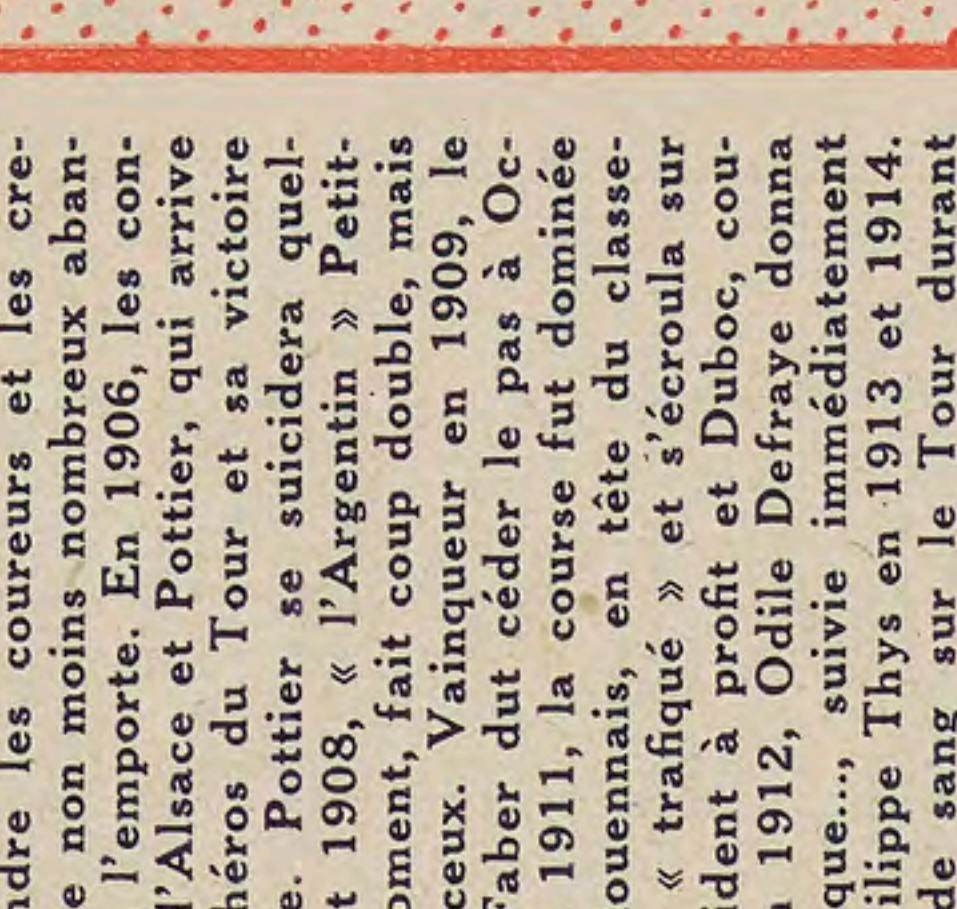 ndre les coureurs et les cre-
e non moins nombreux aban-
l'emporte. En 1906, les con-
l'Alsace et Pottier, qui arrive
héros du Tour et sa victoire
e. Pottier se suicidera quel-
t 1908, « l'Argentin » Petit-
oment, fait coup double, mais
ceux. Vainqueur en 1909, le
Faber dut céder le pas à Oc-
1911, la course fut dominée
ouennais, en tête du classe-
« trafiqué » et s'écroula sur
ident à profit et Duboc, cou-
n 1912, Odile Defraye donna
que..., suivie immédiatement
ilippe Thys en 1913 et 1914.
de sang sur le Tour durant